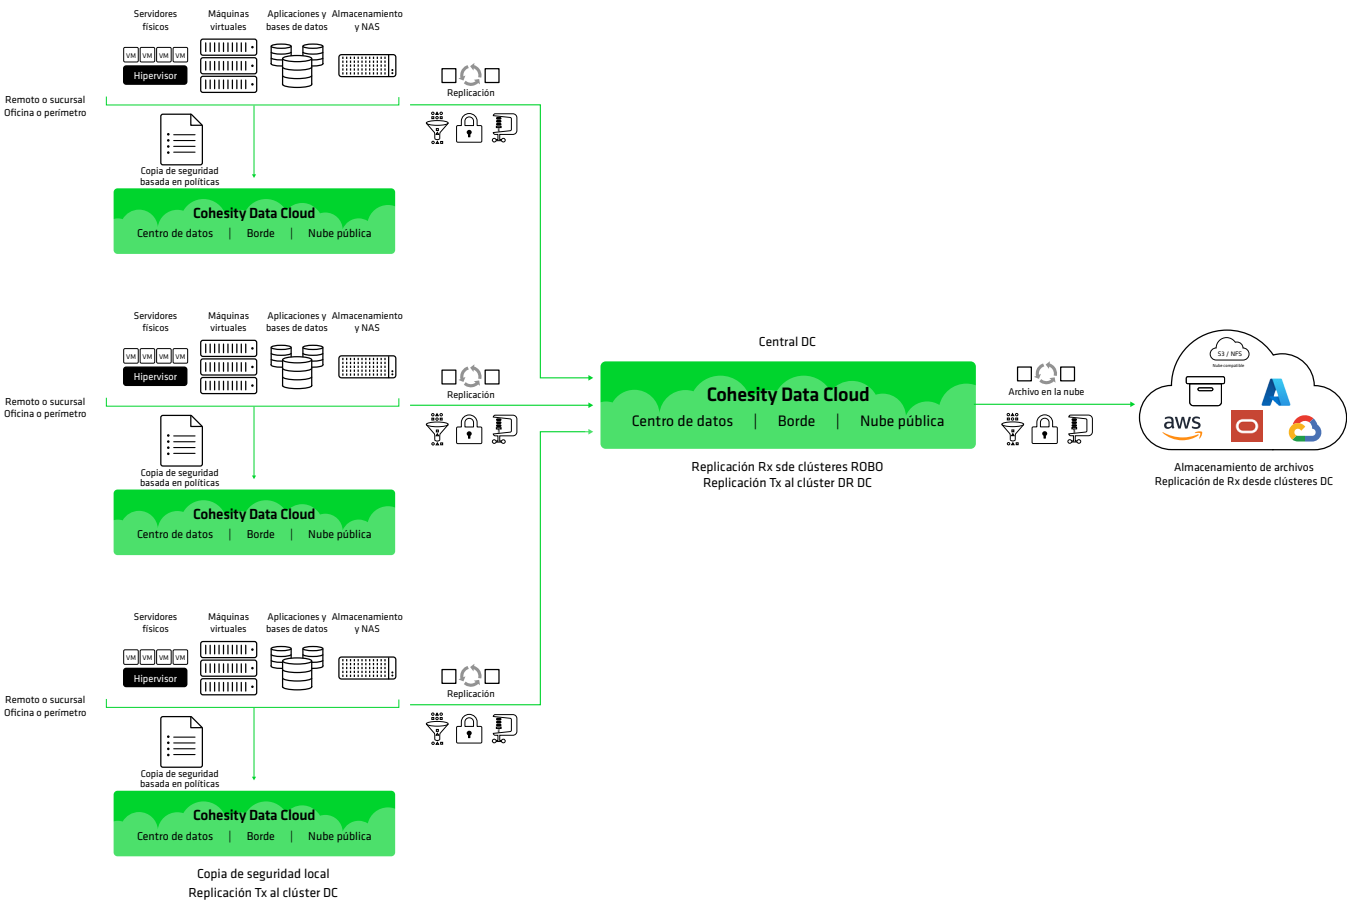 Servidores
físicos
Máquinas
virtuales
Aplicaciones y
bases de datos
Almacenamiento
y NAS
VM VM VM VM
Hipervisor
Remoto o sucursal
Oficina o perímetro
Replicación
Copia de seguridad
basada en políticas
Cohesity Data Cloud
Centro de datos | Borde | Nube pública
Servidores
físicos
Máquinas
virtuales
Aplicaciones y
bases de datos
Almacenamiento
y NAS
VM VM VM VM
Hipervisor
Remoto o sucursal
Oficina o perímetro
Replicación
Copia de seguridad
basada en políticas
Cohesity Data Cloud
Centro de datos | Borde | Nube pública
Servidores
físicos
Máquinas
virtuales
Aplicaciones y
bases de datos
Almacenamiento
y NAS
VM VM VM VM
Hipervisor
Remoto o sucursal
Oficina o perímetro
Replicación
Copia de seguridad
basada en políticas
Cohesity Data Cloud
Centro de datos | Borde | Nube pública
Copia de seguridad local
Replicación Tx al clúster DC
Central DC
Cohesity Data Cloud
Centro de datos | Borde | Nube pública
Replicación Rx sde clústeres ROBO
Replicación Tx al clúster DR DC
Archivo en la nube
S3 / NFS
Nube compatible
aws
Almacenamiento de archivos
Replicación de Rx desde clústeres DC